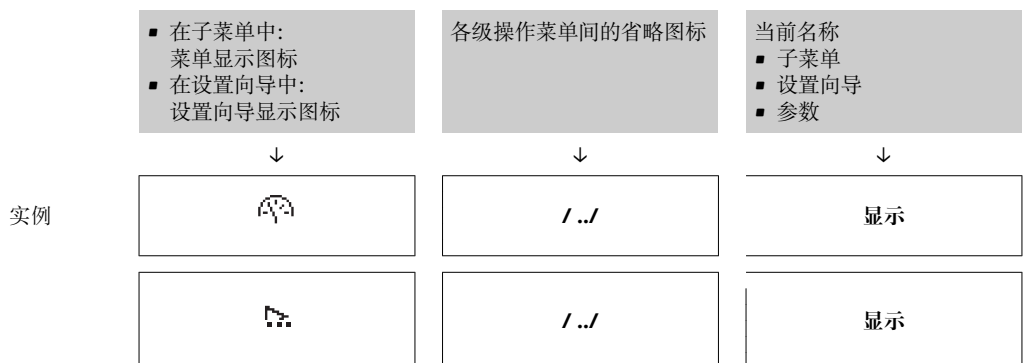 ▪ 在子菜单中:
菜单显示图标
▪ 在设置向导中:
设置向导显示图标
各级操作菜单间的省略图标
当前名称
▪ 子菜单
▪ 设置向导
▪ 参数
↓ ↓ ↓
实例 / ../ 显示
/ ../ 显示